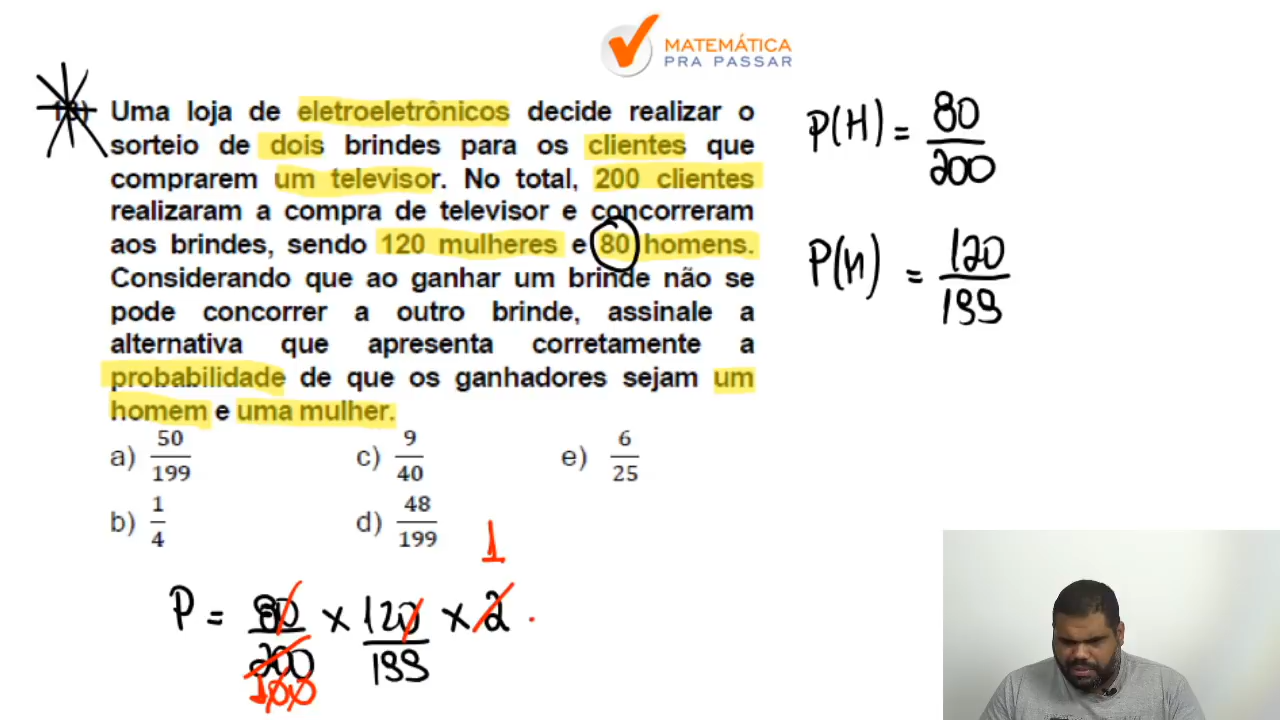 MATEMÁTICA
PRA PASSAR
Uma loja de eletroeletrônicos decide realizar o
sorteio de dois brindes para os clientes que
comprarem um televisor. No total, 200 clientes
realizaram a compra de televisor e concorreram
aos brindes, sendo 120 mulheres e 80 homens.
Considerando que ao ganhar um brinde não se
pode concorrer a outro brinde, assinale a
alternativa que apresenta corretamente a
probabilidade de que os ganhadores sejam um
homem e uma mulher.
a) 50/199 c) 9/40 e) 6/25
b) 1/4 d) 48/199
P(H) = 80/200
P(M) = 120/199
1
P = 80/200 x 120/199 x 2
100